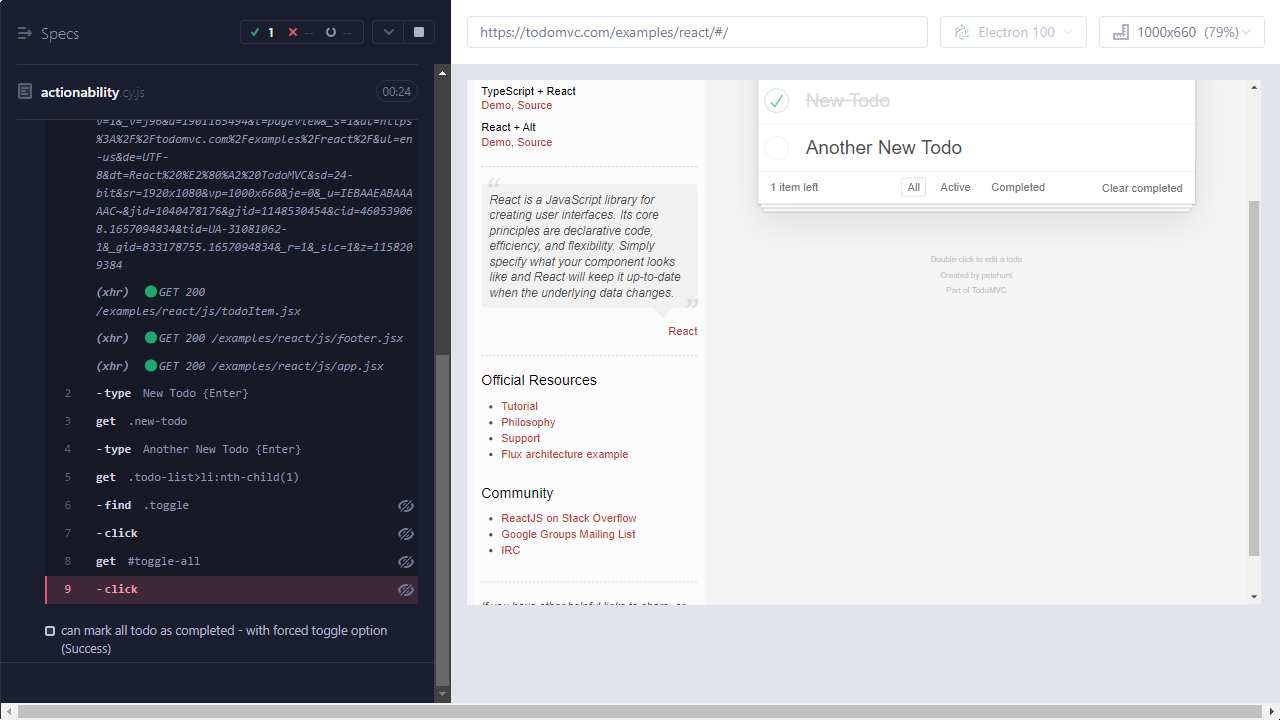 Specs
1
--
--
actionability.cy.js
00:24
v=1&_v=j96&a=1901165494&t=pageview&_s=1&dl=https
%3A%2F%2Ftodomvc.com%2Fexamples%2Freact%2F&ul=en
-us&de=UTF-
8&dt=React%20%E2%80%A2%20TodoMVC&sd=24-
bit&sr=1920x1080&vp=1000x660&je=0&_u=IEBAAEABAAA
AAC~&jid=1040478176&gjid=1148530454&cid=46053906
8.1657094834&tid=UA-31081062-
1&_gid=833178755.1657094834&_r=1&_slc=1&z=115820
9384
(xhr) GET 200
/examples/react/js/todoItem.jsx
(xhr) GET 200 /examples/react/js/footer.jsx
(xhr) GET 200 /examples/react/js/app.jsx
2 -type New Todo {Enter}
3 get .new-todo
4 -type Another New Todo {Enter}
5 get .todo-list>li:nth-child(1)
6 -find .toggle
7 -click
8 get #toggle-all
9 -click
can mark all todo as completed - with forced toggle option
(Success)
https://todomvc.com/examples/react/#/
Electron 100
1000x660 (79%)
TypeScript + React
Demo, Source
React + Alt
Demo, Source
“
React is a JavaScript library for
creating user interfaces. Its core
principles are declarative code,
efficiency, and flexibility. Simply
specify what your component looks
like and React will keep it up-to-date
when the underlying data changes.
”
React
Official Resources
• Tutorial
• Philosophy
• Support
• Flux architecture example
Community
• ReactJS on Stack Overflow
• Google Groups Mailing List
• IRC
If you have other helpful links to share, or
New Todo
Another New Todo
1 item left
All
Active
Completed
Clear completed
Double-click to edit a todo
Created by petehunt
Part of TodoMVC